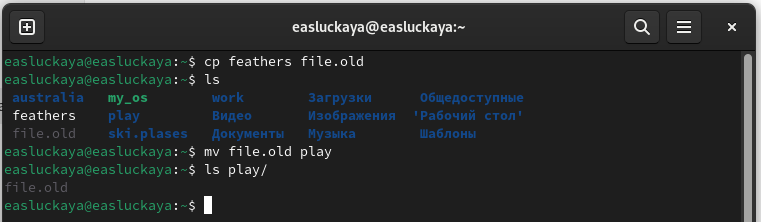 easluckaya@easluckaya:~
easluckaya@easluckaya:~$ cp feathers file.old
easluckaya@easluckaya:~$ ls
australia my_os work Загрузки Общедоступные
feathers play Видео Изображения 'Рабочий стол'
file.old ski.plases Документы Музыка Шаблоны
easluckaya@easluckaya:~$ mv file.old play
easluckaya@easluckaya:~$ ls play/
file.old
easluckaya@easluckaya:~$